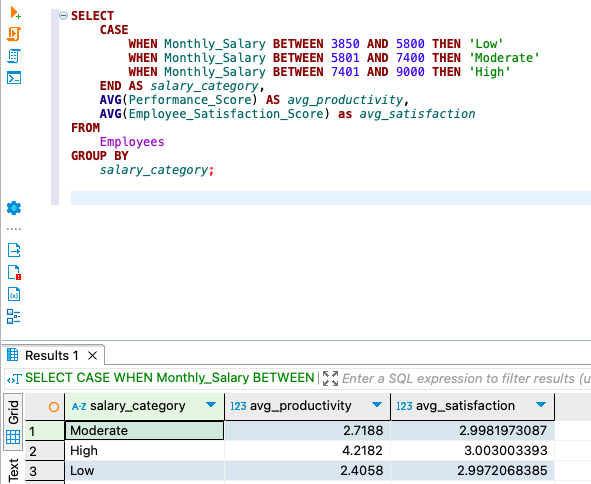 SELECT
CASE
WHEN Monthly_Salary BETWEEN 3850 AND 5800 THEN 'Low'
WHEN Monthly_Salary BETWEEN 5801 AND 7400 THEN 'Moderate'
WHEN Monthly_Salary BETWEEN 7401 AND 9000 THEN 'High'
END AS salary_category,
AVG(Performance_Score) AS avg_productivity,
AVG(Employee_Satisfaction_Score) as avg_satisfaction
FROM
Employees
GROUP BY
salary_category;
Results 1
SELECT CASE WHEN Monthly_Salary BETWEEN Enter a SQL expression to filter results (u
Grid
Text
A-Z salary_category 123 avg_productivity 123 avg_satisfaction
1 Moderate 2.7188 2.9981973087
2 High 4.2182 3.003003393
3 Low 2.4058 2.9972068385